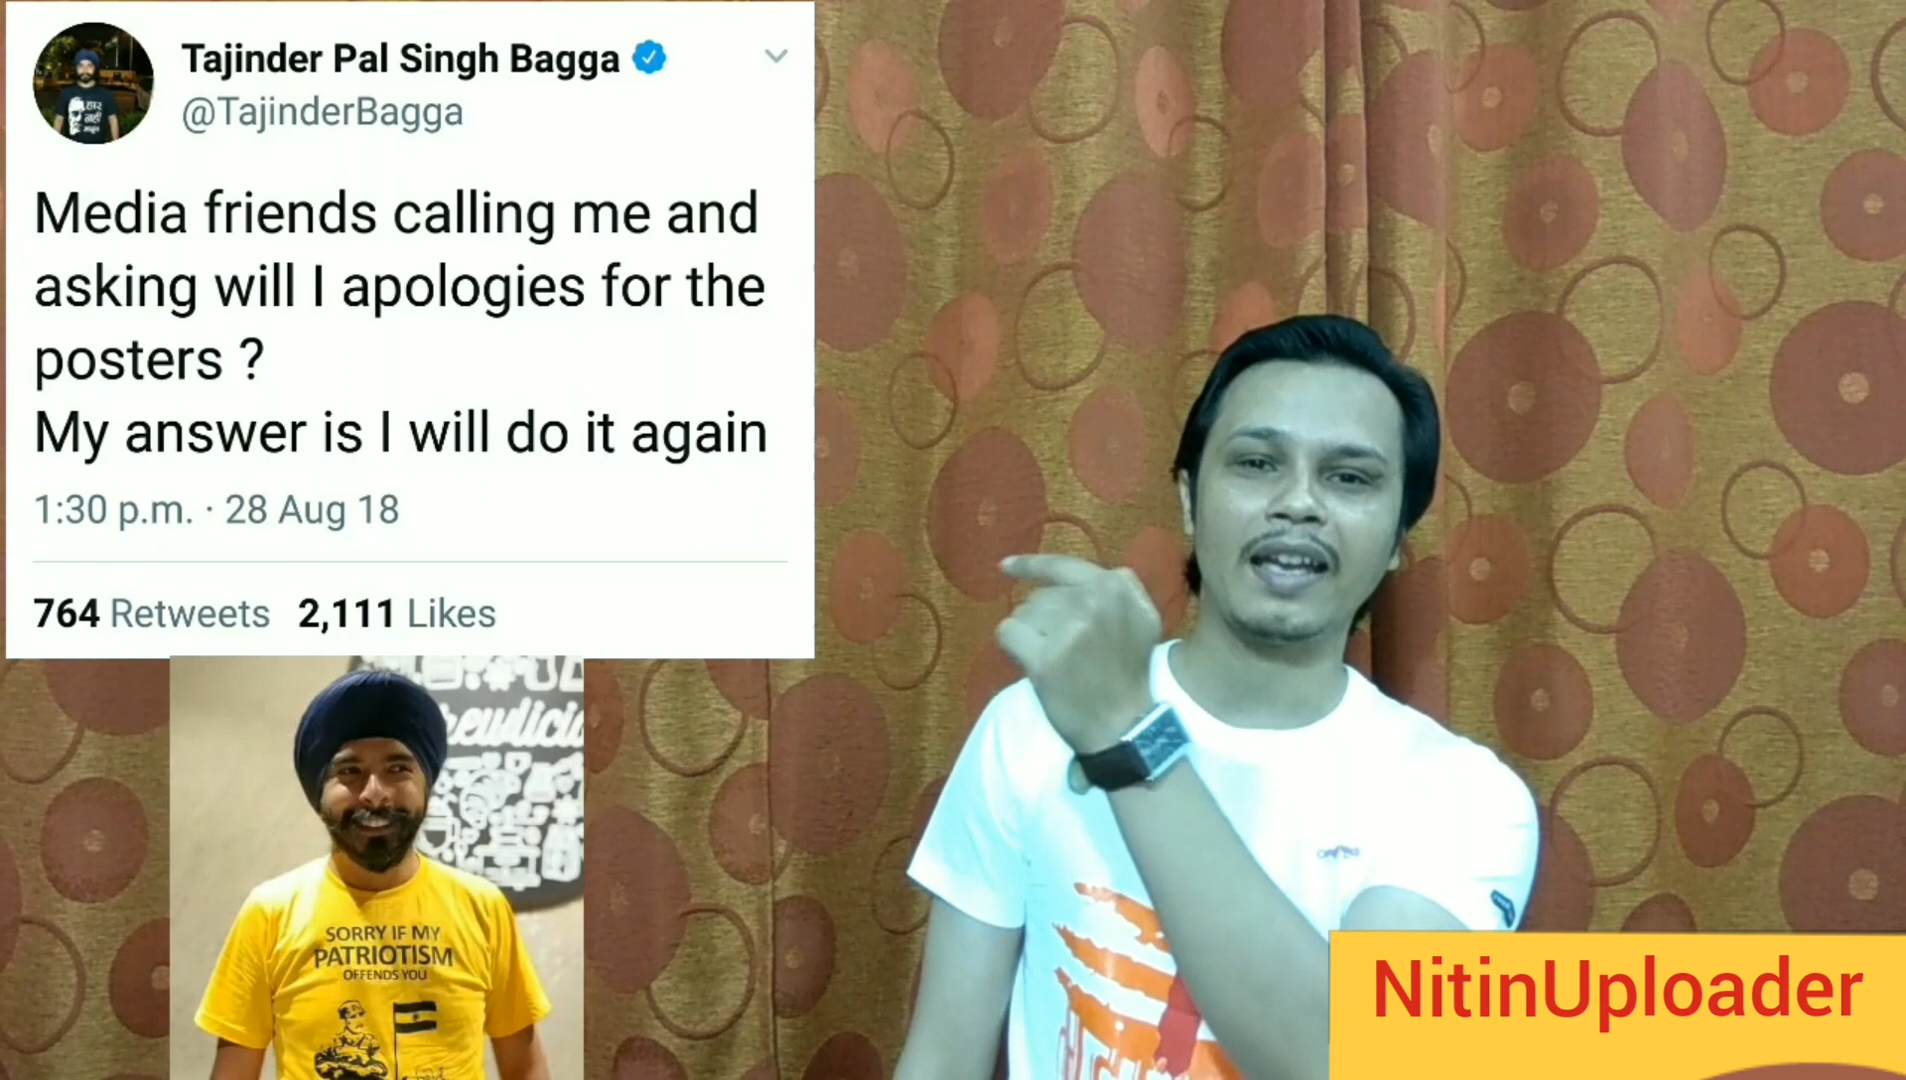 Tajinder Pal Singh Bagga
@TajinderBagga
Media friends calling me and
asking will I apologies for the
posters ?
My answer is I will do it again
1:30 p.m. · 28 Aug 18
764 Retweets 2,111 Likes
SORRY IF MY
PATRIOTISM
OFFENDS YOU
NitinUploader